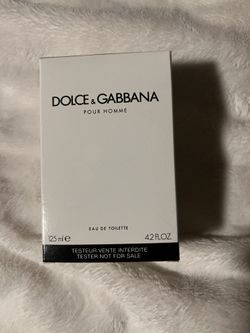 DOLCE & GABBANA
POUR HOMME
EAU DE TOILETTE
125 ml ℮ 4.2 FL.OZ
TESTEUR-VENTE INTERDITE
TESTER NOT FOR SALE